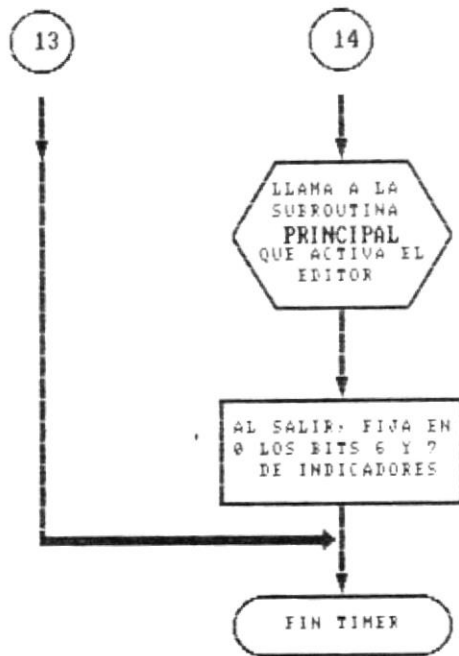 13
14
LLAMA A LA
SUBROUTINA
PRINCIPAL
QUE ACTIVA EL
EDITOR
AL SALIR, FIJA EN
0 LOS BITS 6 Y 7
DE INDICADORES
FIN TIMER